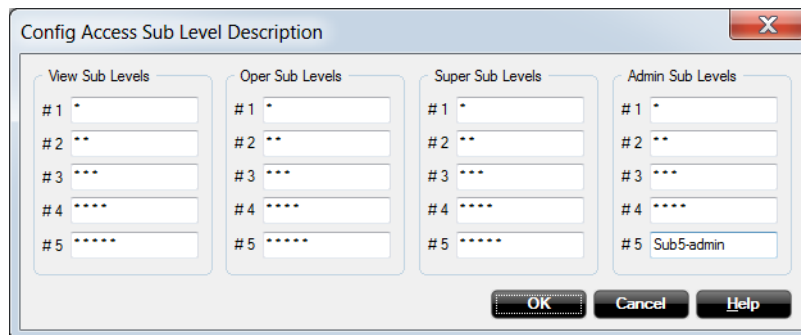 Config Access Sub Level Description
View Sub Levels Oper Sub Levels Super Sub Levels Admin Sub Levels
# 1 * # 1 * # 1 * # 1 *
# 2 ** # 2 ** # 2 ** # 2 **
# 3 *** # 3 *** # 3 *** # 3 ***
# 4 **** # 4 **** # 4 **** # 4 ****
# 5 ***** # 5 ***** # 5 ***** # 5 Sub5-admin
OK Cancel Help